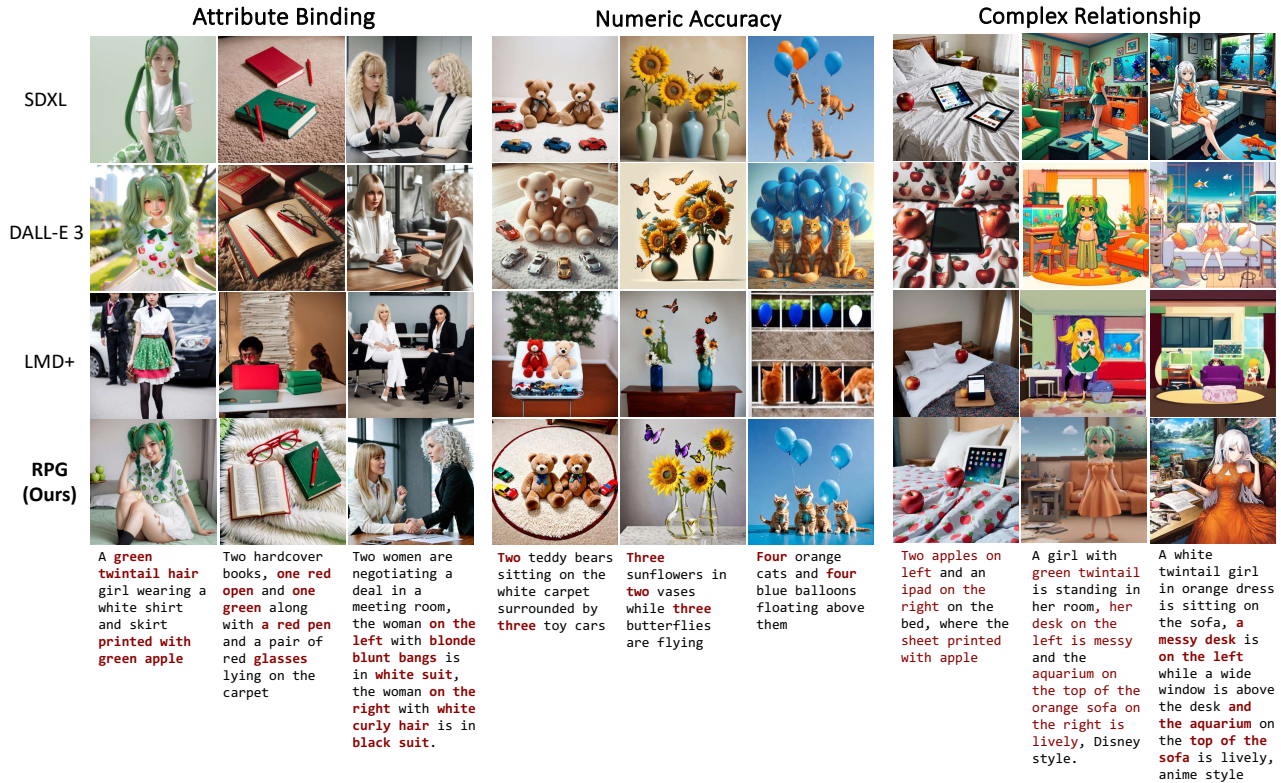 Attribute Binding
Numeric Accuracy
Complex Relationship
SDXL
DALL-E 3
LMD+
RPG
(Ours)
A green
twintail hair
girl wearing a
white shirt
and skirt
printed with
green apple
Two hardcover
books, one red
open and one
green along
with a red pen
and a pair of
red glasses
lying on the
carpet
Two women are
negotiating a
deal in a
meeting room,
the woman on the
left with blonde
blunt bangs is
in white suit,
the woman on the
right with white
curly hair is in
black suit.
Two teddy bears
sitting on the
white carpet
surrounded by
three toy cars
Three
sunflowers in
two vases
while three
butterflies
are flying
Four orange
cats and four
blue balloons
floating above
them
Two apples on
left and an
ipad on the
right on the
bed, where the
sheet printed
with apple
A girl with
green twintail
is standing in
her room, her
desk on the
left is messy
and the
aquarium on
the top of the
orange sofa on
the right is
lively, Disney
style.
A white
twintail girl
in orange dress
is sitting on
the sofa, a
messy desk is
on the left
while a wide
window is above
the desk and
the aquarium on
the top of the
sofa is lively,
anime style